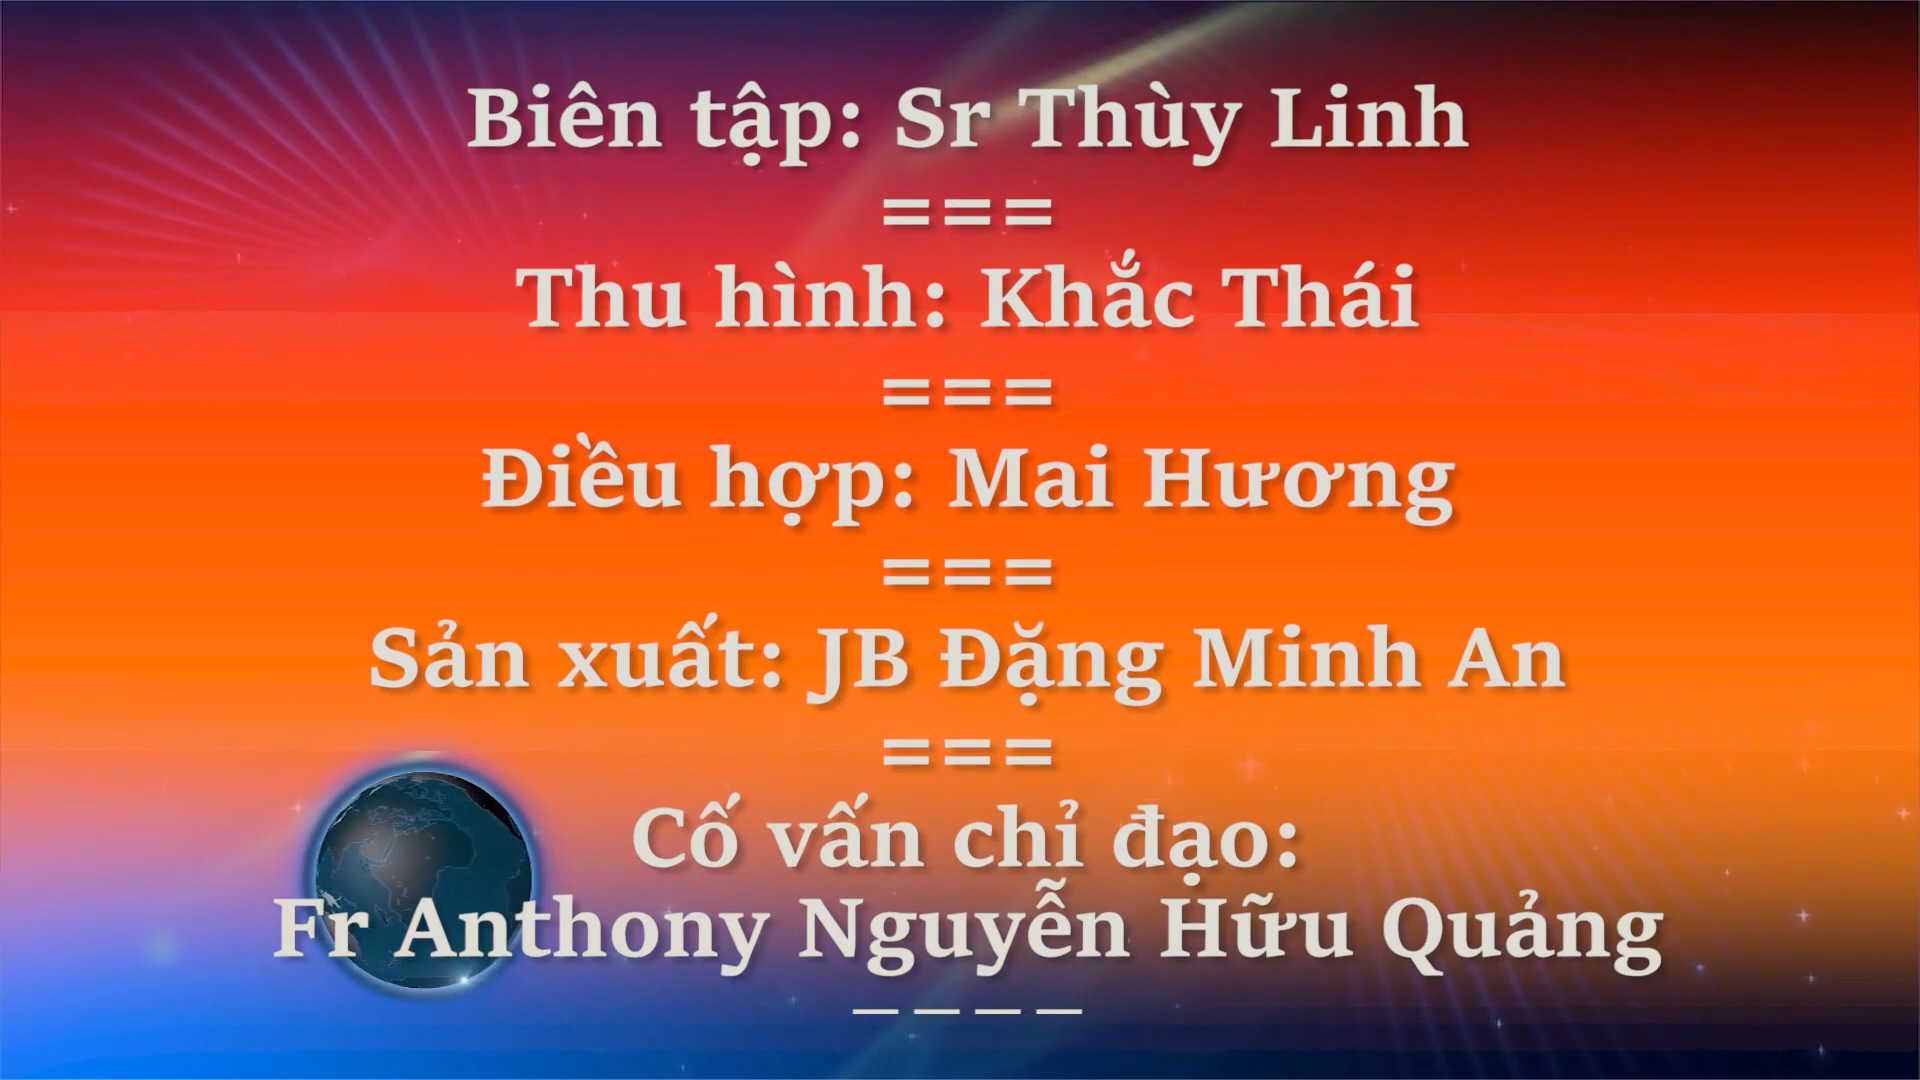 Biên tập: Sr Thùy Linh
===
Thu hình: Khắc Thái
===
Điều hợp: Mai Hương
===
Sản xuất: JB Đặng Minh An
===
Cố vấn chỉ đạo:
Fr Anthony Nguyễn Hữu Quảng
————